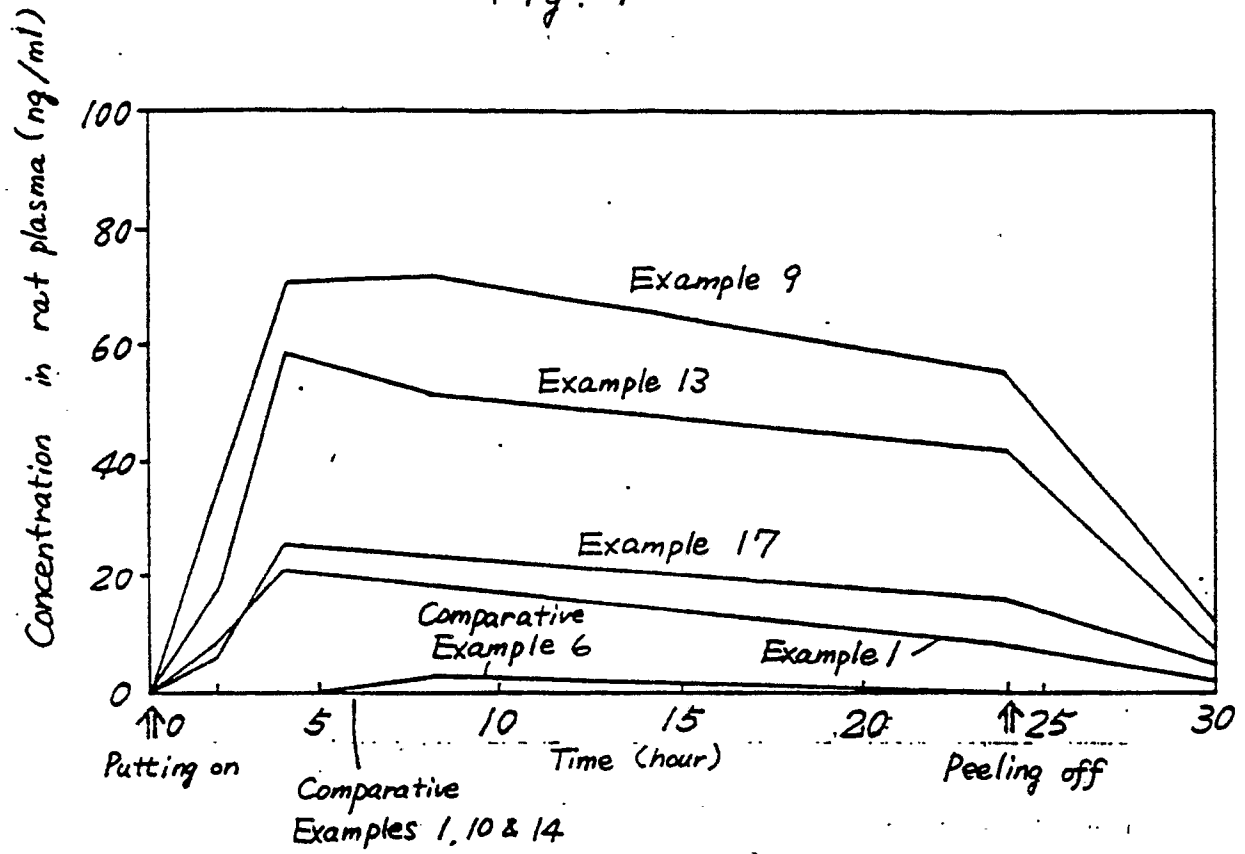 Fig. 1
Concentration in rat plasma (ng/ml)
100
80
60
40
20
0
Example 9
Example 13
Example 17
Comparative
Example 6
Example 1
0 5 10 15 20 25 30
Putting on
Time (hour)
Peeling off
Comparative
Examples 1, 10 & 14